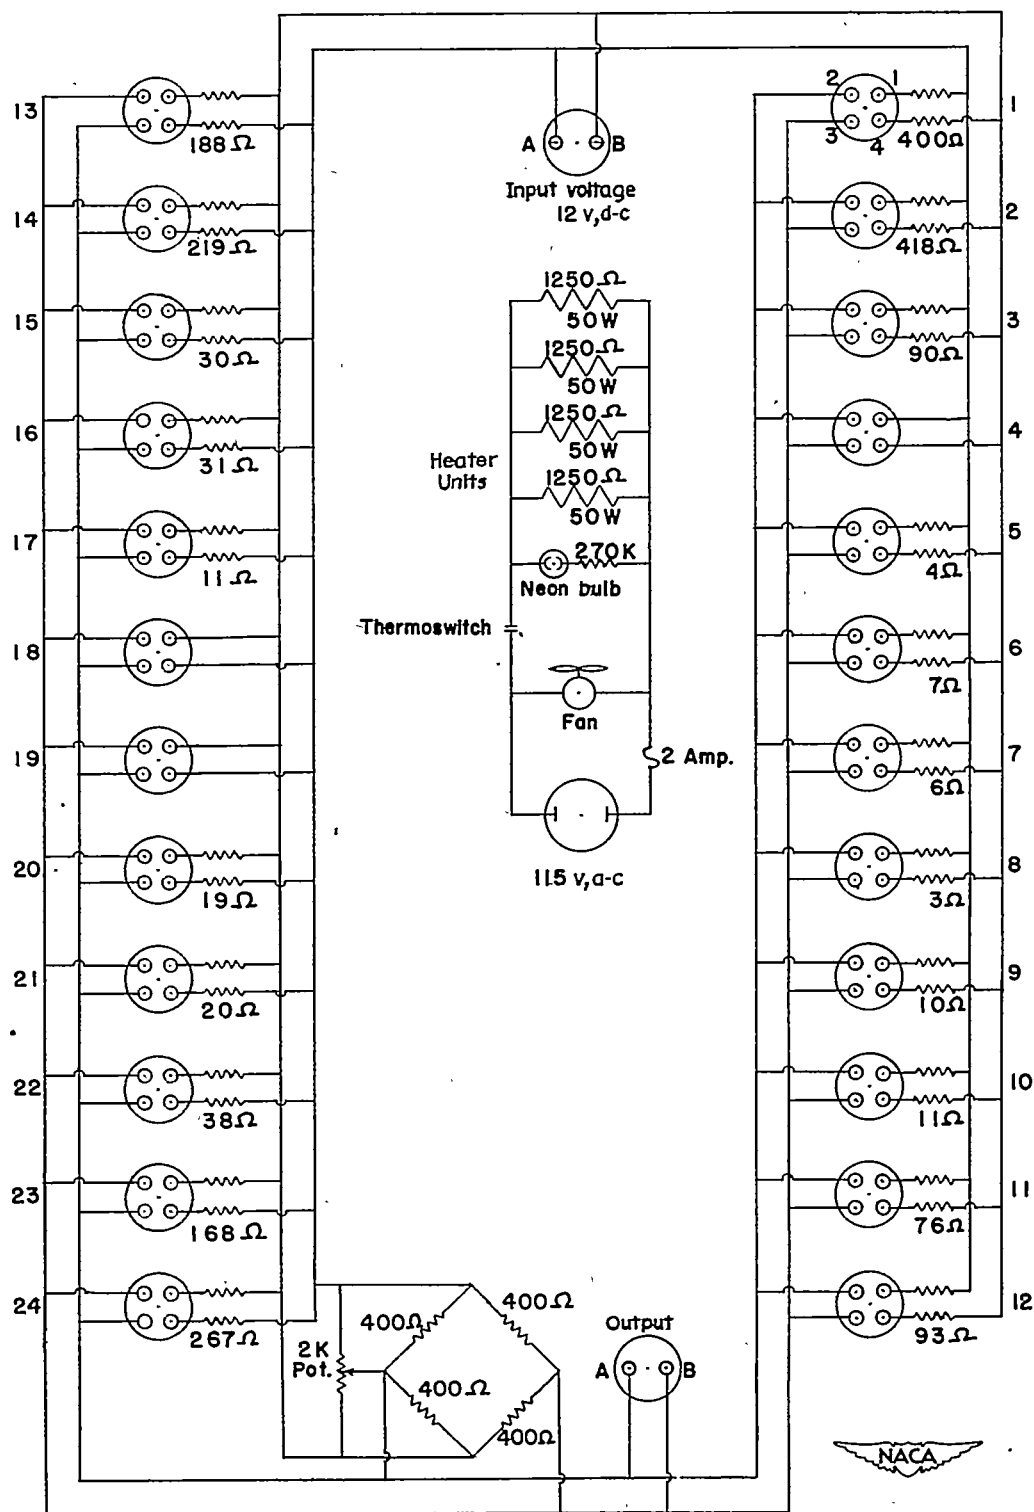 13
188Ω
14
219Ω
15
30Ω
16
31Ω
17
11Ω
18
19
20
19Ω
21
20Ω
22
38Ω
23
168Ω
24
267Ω
A
B
Input voltage
12 v,d-c
1250Ω
50W
1250Ω
50W
1250Ω
50W
1250Ω
50W
Heater
Units
270K
Neon bulb
Thermoswitch
Fan
2 Amp.
115 v,a-c
2
1
3
4
400Ω
1
418Ω
2
90Ω
3
4
4Ω
5
7Ω
6
6Ω
7
3Ω
8
10Ω
9
11Ω
10
76Ω
11
93Ω
12
400Ω
400Ω
2K
Pot.
400Ω
400Ω
Output
A
B
NACA